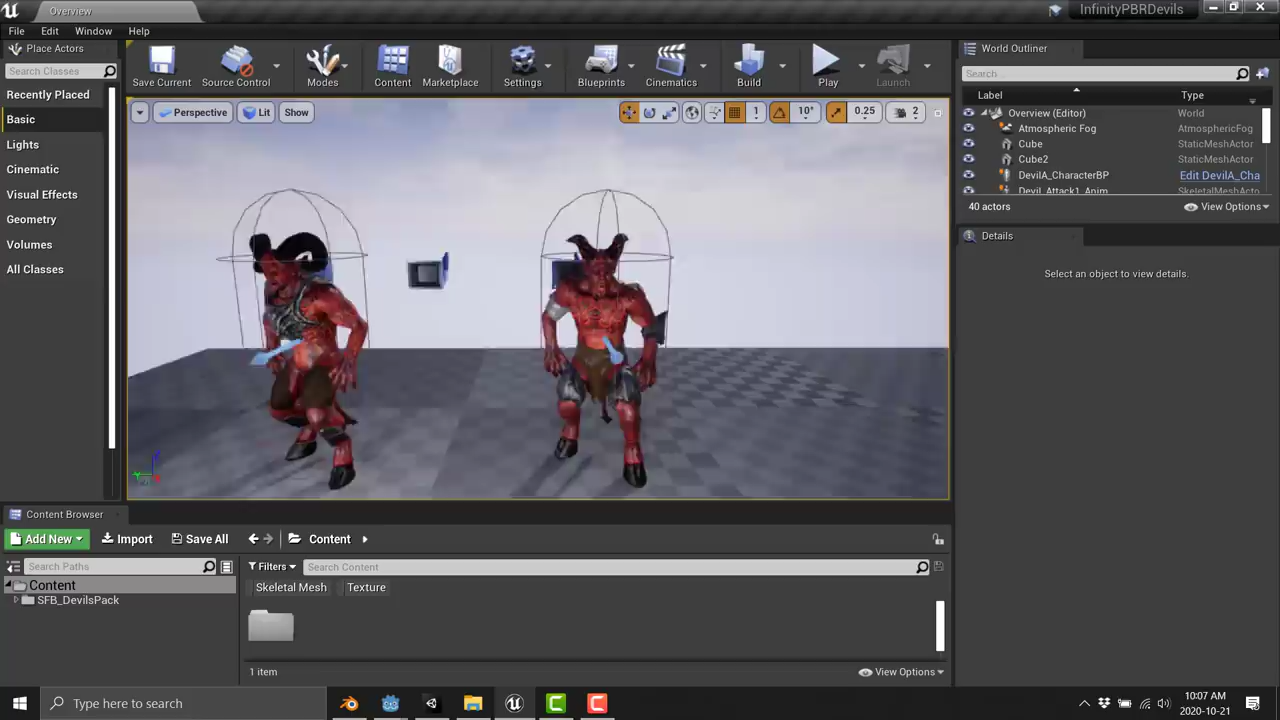 Overview
InfinityPBRDevils
File Edit Window Help
Place Actors
Search Classes
Recently Placed
Basic
Lights
Cinematic
Visual Effects
Geometry
Volumes
All Classes
Save Current Source Control Modes Content Marketplace Settings Blueprints Cinematics Build Play Launch
Perspective Lit Show
1 10° 0.25 2
World Outliner
Search...
Label Type
Overview (Editor) World
Atmospheric Fog AtmosphericFog
Cube StaticMeshActor
Cube2 StaticMeshActor
DevilA_CharacterBP Edit DevilA_Cha
Devil_Attack1_Anim SkeletalMeshActo
40 actors View Options
Details
Select an object to view details.
Content Browser
Add New Import Save All Content
Search Paths
Filters Search Content
Content
SFB_DevilsPack
Skeletal Mesh Texture
1 item View Options
Type here to search
10:07 AM
2020-10-21